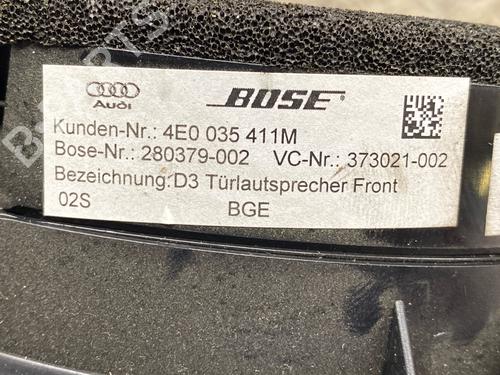 Audi BOSE
Kunden-Nr.: 4E0 035 411M
Bose-Nr.: 280379-002 VC-Nr.: 373021-002
Bezeichnung:D3 Türlautsprecher Front
02S BGE